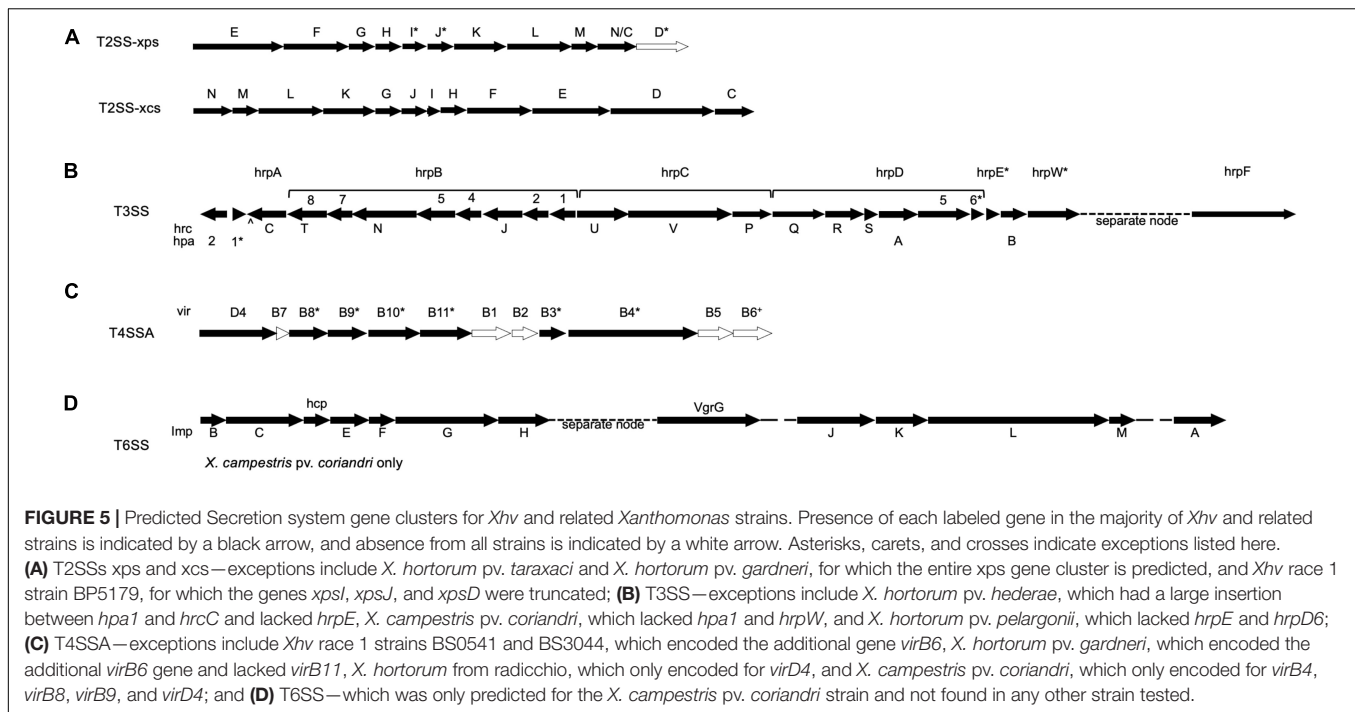 A
T2SS-xps
E F G H I* J* K L M N/C D*
T2SS-xcs
N M L K G J I H F E D C
B
hrpA hrpB hrpC hrpD hrpE* hrpW* hrpF
T3SS
8 7 5 4 2 1 5 6*
^
hrc C T N J U V P Q R S separate node
hpa 2 1* A B
C
vir D4 B7 B8* B9* B10* B11* B1 B2 B3* B4* B5 B6+
T4SSA
D
hcp VgrG
T6SS
Imp B C E F G H separate node J K L M A
X. campestris pv. coriandri only
FIGURE 5 | Predicted Secretion system gene clusters for Xhv and related Xanthomonas strains. Presence of each labeled gene in the majority of Xhv and related
strains is indicated by a black arrow, and absence from all strains is indicated by a white arrow. Asterisks, carets, and crosses indicate exceptions listed here.
(A) T2SSs xps and xcs—exceptions include X. hortorum pv. taraxaci and X. hortorum pv. gardneri, for which the entire xps gene cluster is predicted, and Xhv race 1
strain BP5179, for which the genes xpsI, xpsJ, and xpsD were truncated; (B) T3SS—exceptions include X. hortorum pv. hederae, which had a large insertion
between hpa1 and hrcC and lacked hrpE, X. campestris pv. coriandri, which lacked hpa1 and hrpW, and X. hortorum pv. pelargonii, which lacked hrpE and hrpD6;
(C) T4SSA—exceptions include Xhv race 1 strains BS0541 and BS3044, which encoded the additional gene virB6, X. hortorum pv. gardneri, which encoded the
additional virB6 gene and lacked virB11, X. hortorum from radicchio, which only encoded for virD4, and X. campestris pv. coriandri, which only encoded for virB4,
virB8, virB9, and virD4; and (D) T6SS—which was only predicted for the X. campestris pv. coriandri strain and not found in any other strain tested.